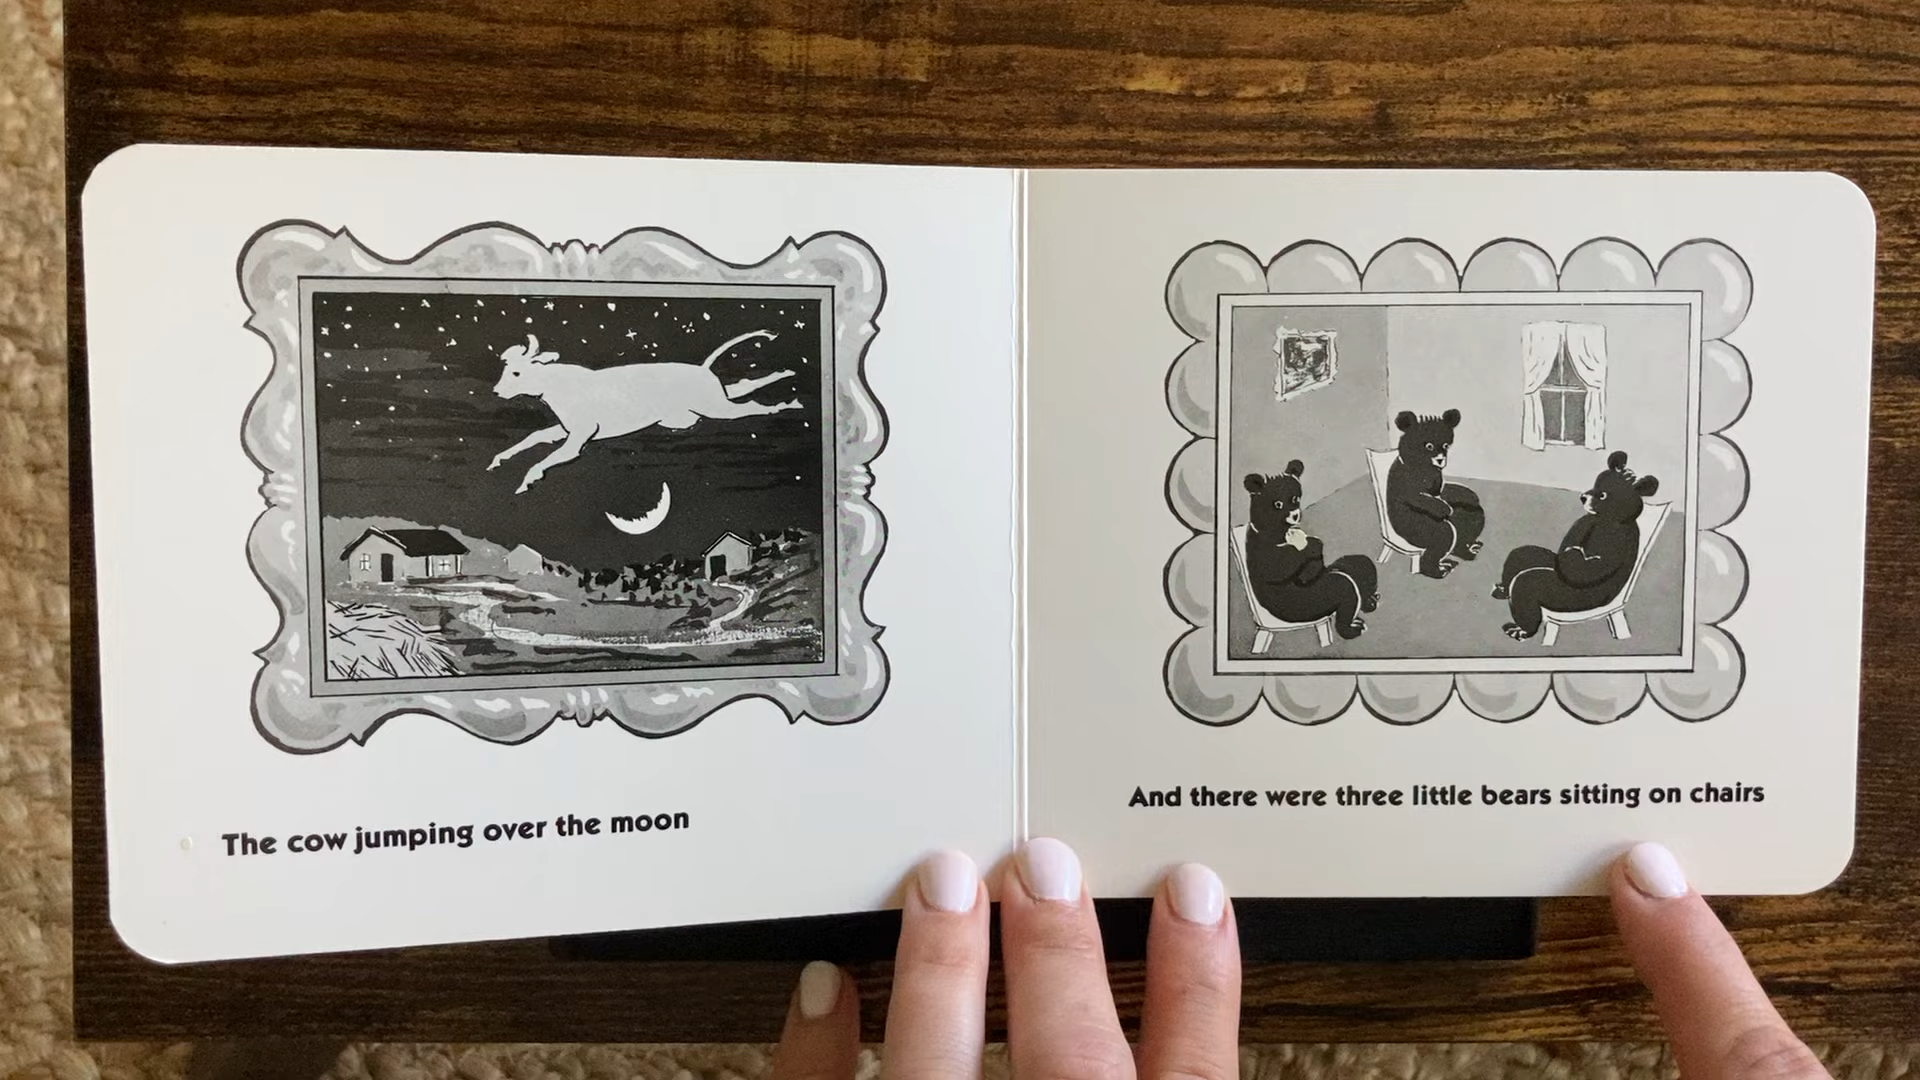 The cow jumping over the moon
And there were three little bears sitting on chairs